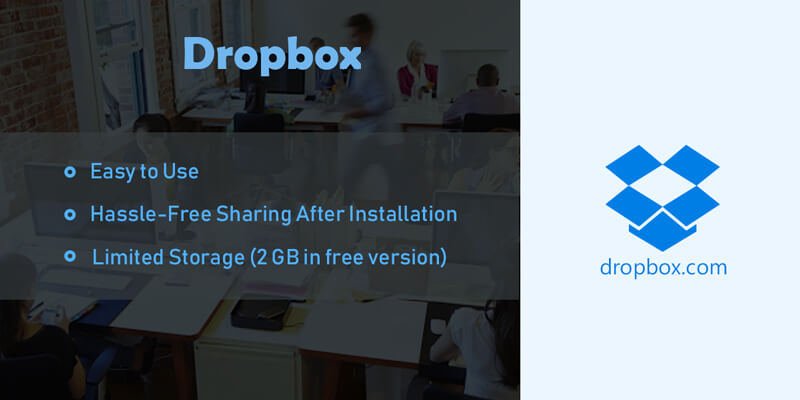 Dropbox
Easy to Use
Hassle-Free Sharing After Installation
Limited Storage (2 GB in free version)
dropbox.com